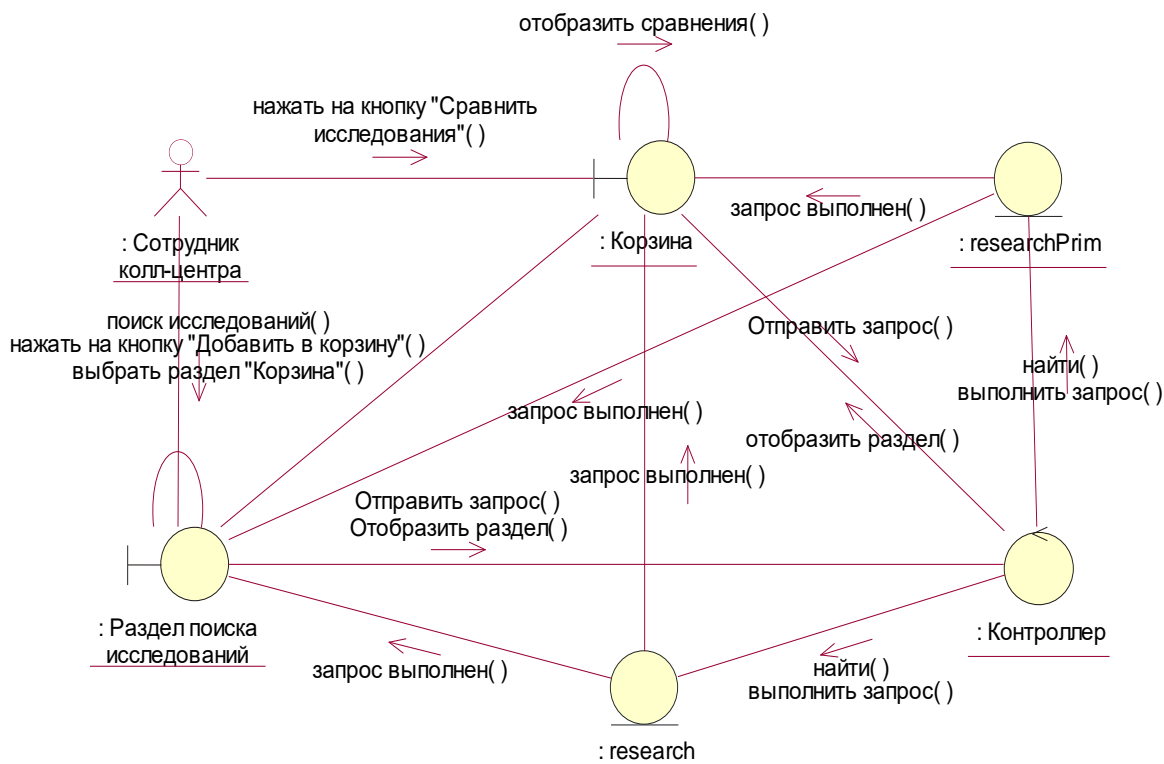 отобразить сравнения( )
нажать на кнопку "Сравнить
исследования"( )
запрос выполнен( )
: Сотрудник
колл-центра
: Корзина
: researchPrim
поиск исследований( )
нажать на кнопку "Добавить в корзину"( )
выбрать раздел "Корзина"( )
Отправить запрос( )
найти( )
выполнить запрос( )
запрос выполнен( )
отобразить раздел( )
запрос выполнен( )
Отправить запрос( )
Отобразить раздел( )
: Раздел поиска
исследований
: Контроллер
запрос выполнен( )
найти( )
выполнить запрос( )
: research